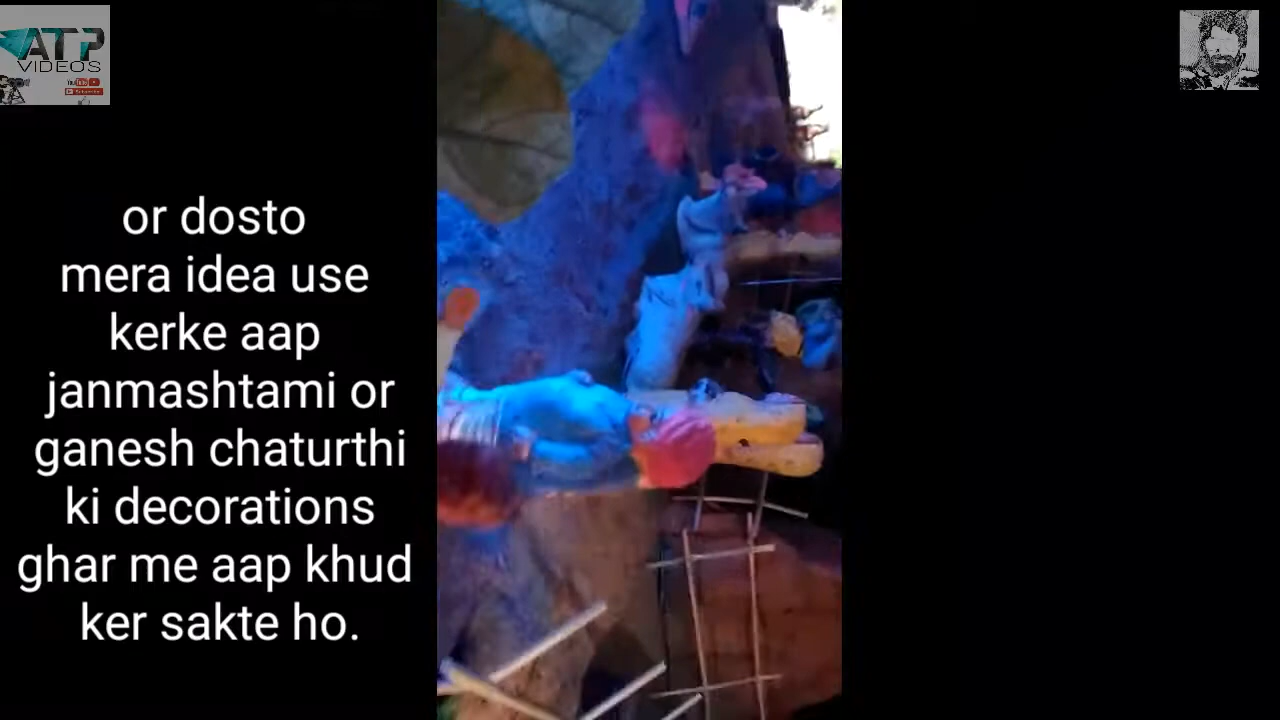 ATP
VIDEOS
or dosto
mera idea use
kerke aap
janmashtami or
ganesh chaturthi
ki decorations
ghar me aap khud
ker sakte ho.